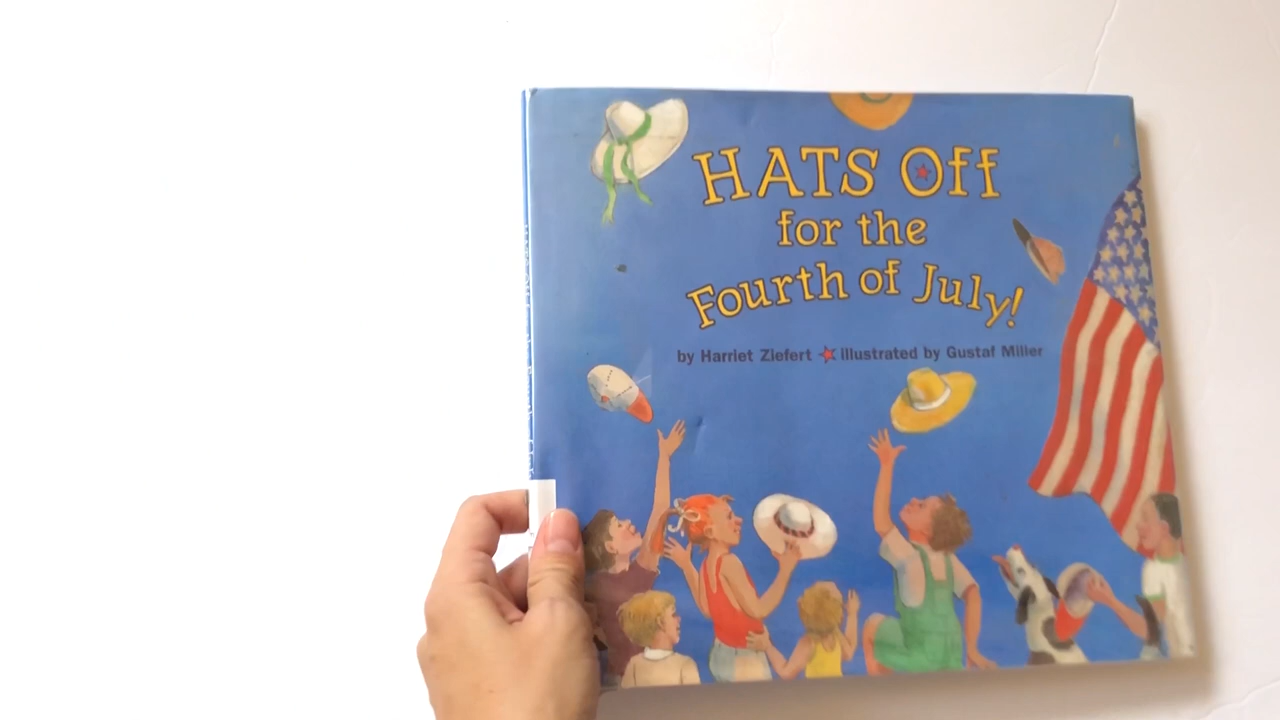 HATS Off
for the
Fourth of July!
by Harriet Ziefert ★ illustrated by Gustaf Miller